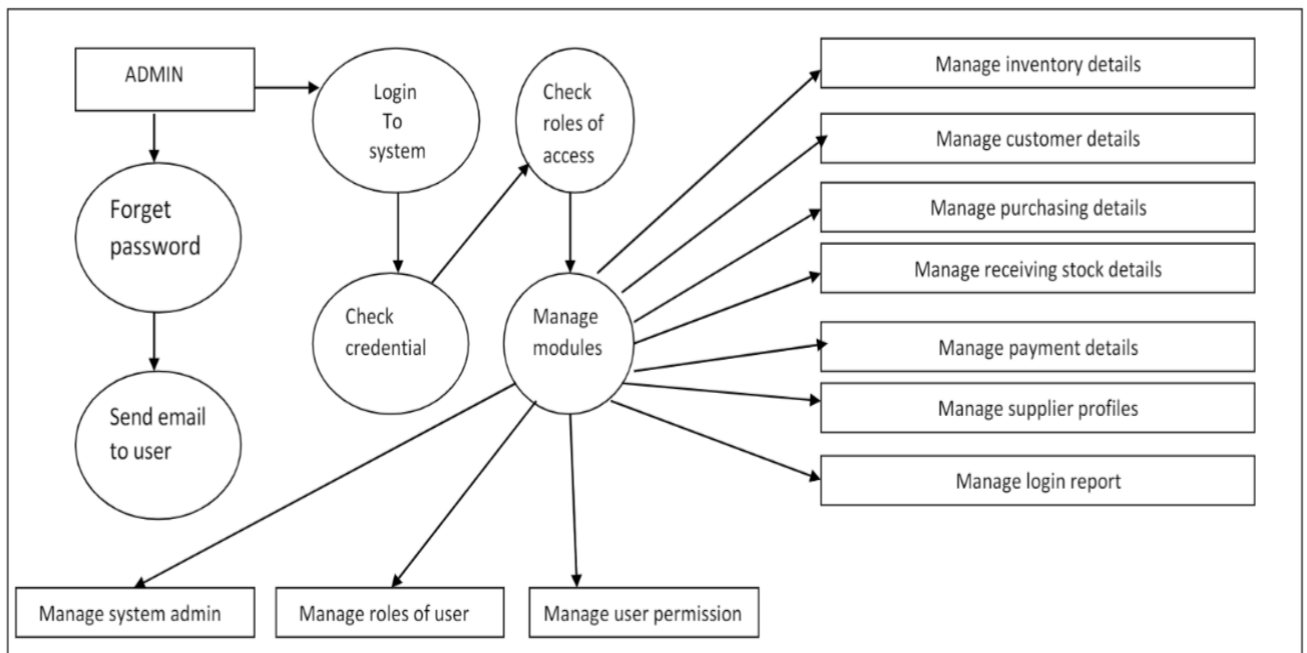 ADMIN
Login
To
system
Check
roles of
access
Forget
password
Check
credential
Manage
modules
Send email
to user
Manage inventory details
Manage customer details
Manage purchasing details
Manage receiving stock details
Manage payment details
Manage supplier profiles
Manage login report
Manage system admin
Manage roles of user
Manage user permission